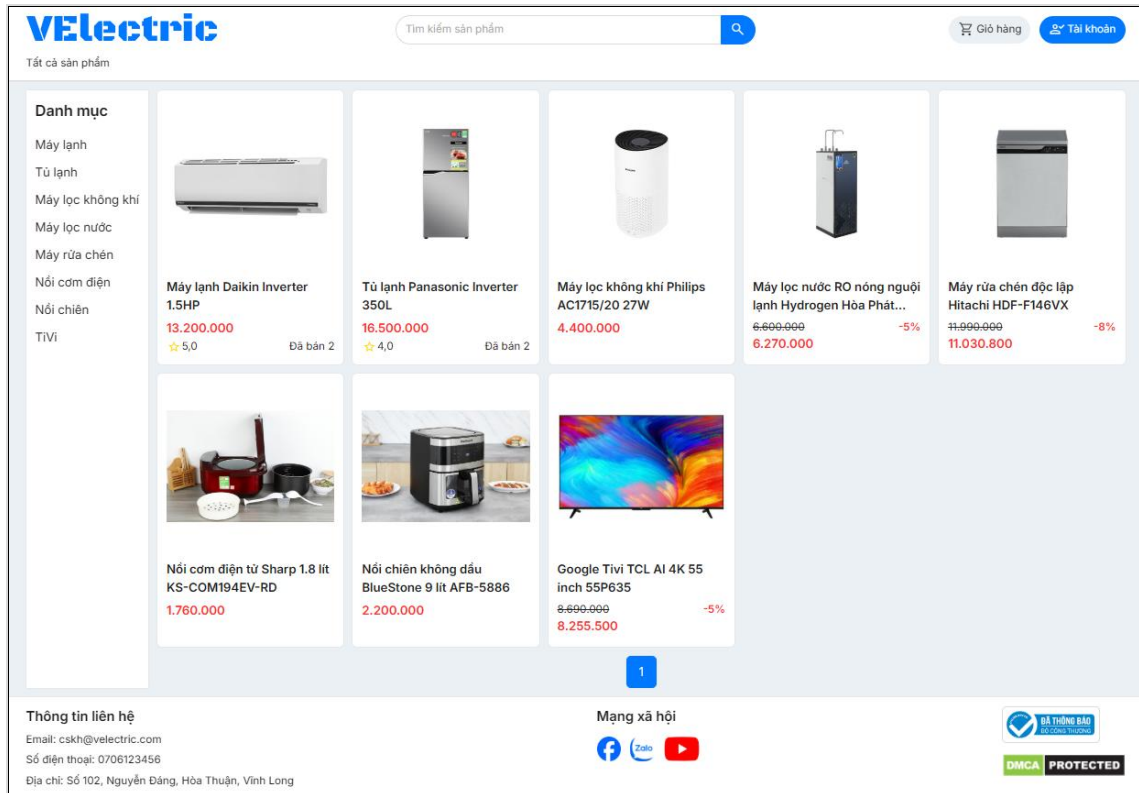 VElectric
Tìm kiếm sản phẩm
Giỏ hàng
Tài khoản
Tất cả sản phẩm
Danh mục
Máy lạnh
Tủ lạnh
Máy lọc không khí
Máy lọc nước
Máy rửa chén
Nồi cơm điện
Nồi chiên
TiVi
Máy lạnh Daikin Inverter
1.5HP
13.200.000
5,0 Đã bán 2
Tủ lạnh Panasonic Inverter
350L
16.500.000
4,0 Đã bán 2
Máy lọc không khí Philips
AC1715/20 27W
4.400.000
Máy lọc nước RO nóng nguội
lạnh Hydrogen Hòa Phát...
6.600.000 -5%
6.270.000
Máy rửa chén độc lập
Hitachi HDF-F146VX
11.990.000 -8%
11.030.800
Nồi cơm điện tử Sharp 1.8 lít
KS-COM194EV-RD
1.760.000
Nồi chiên không dầu
BlueStone 9 lít AFB-5886
2.200.000
Google Tivi TCL AI 4K 55
inch 55P635
8.690.000 -5%
8.255.500
1
Thông tin liên hệ
Email: cskh@velectric.com
Số điện thoại: 0706123456
Địa chỉ: Số 102, Nguyễn Đáng, Hòa Thuận, Vĩnh Long
Mạng xã hội
Zalo
ĐÃ THÔNG BÁO
BỘ CÔNG THƯƠNG
DMCA PROTECTED